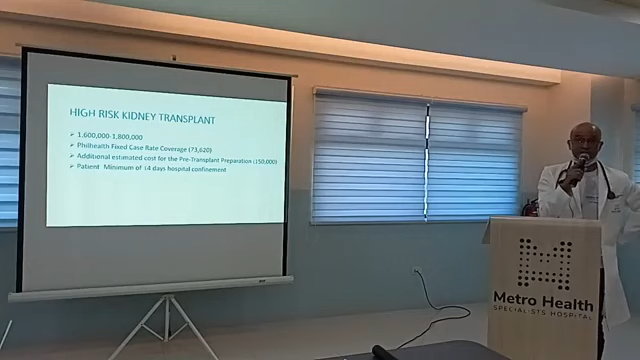 HIGH RISK KIDNEY TRANSPLANT
➢ 1.600,000-1,800,000
➢ Philhealth Fixed Case Rate Coverage (73,620)
➢ Additional estimated cost for the Pre-Transplant Preparation (150,000)
➢ Patient Minimum of 14 days hospital confinement
Metro Health
SPECIALISTS HOSPITAL